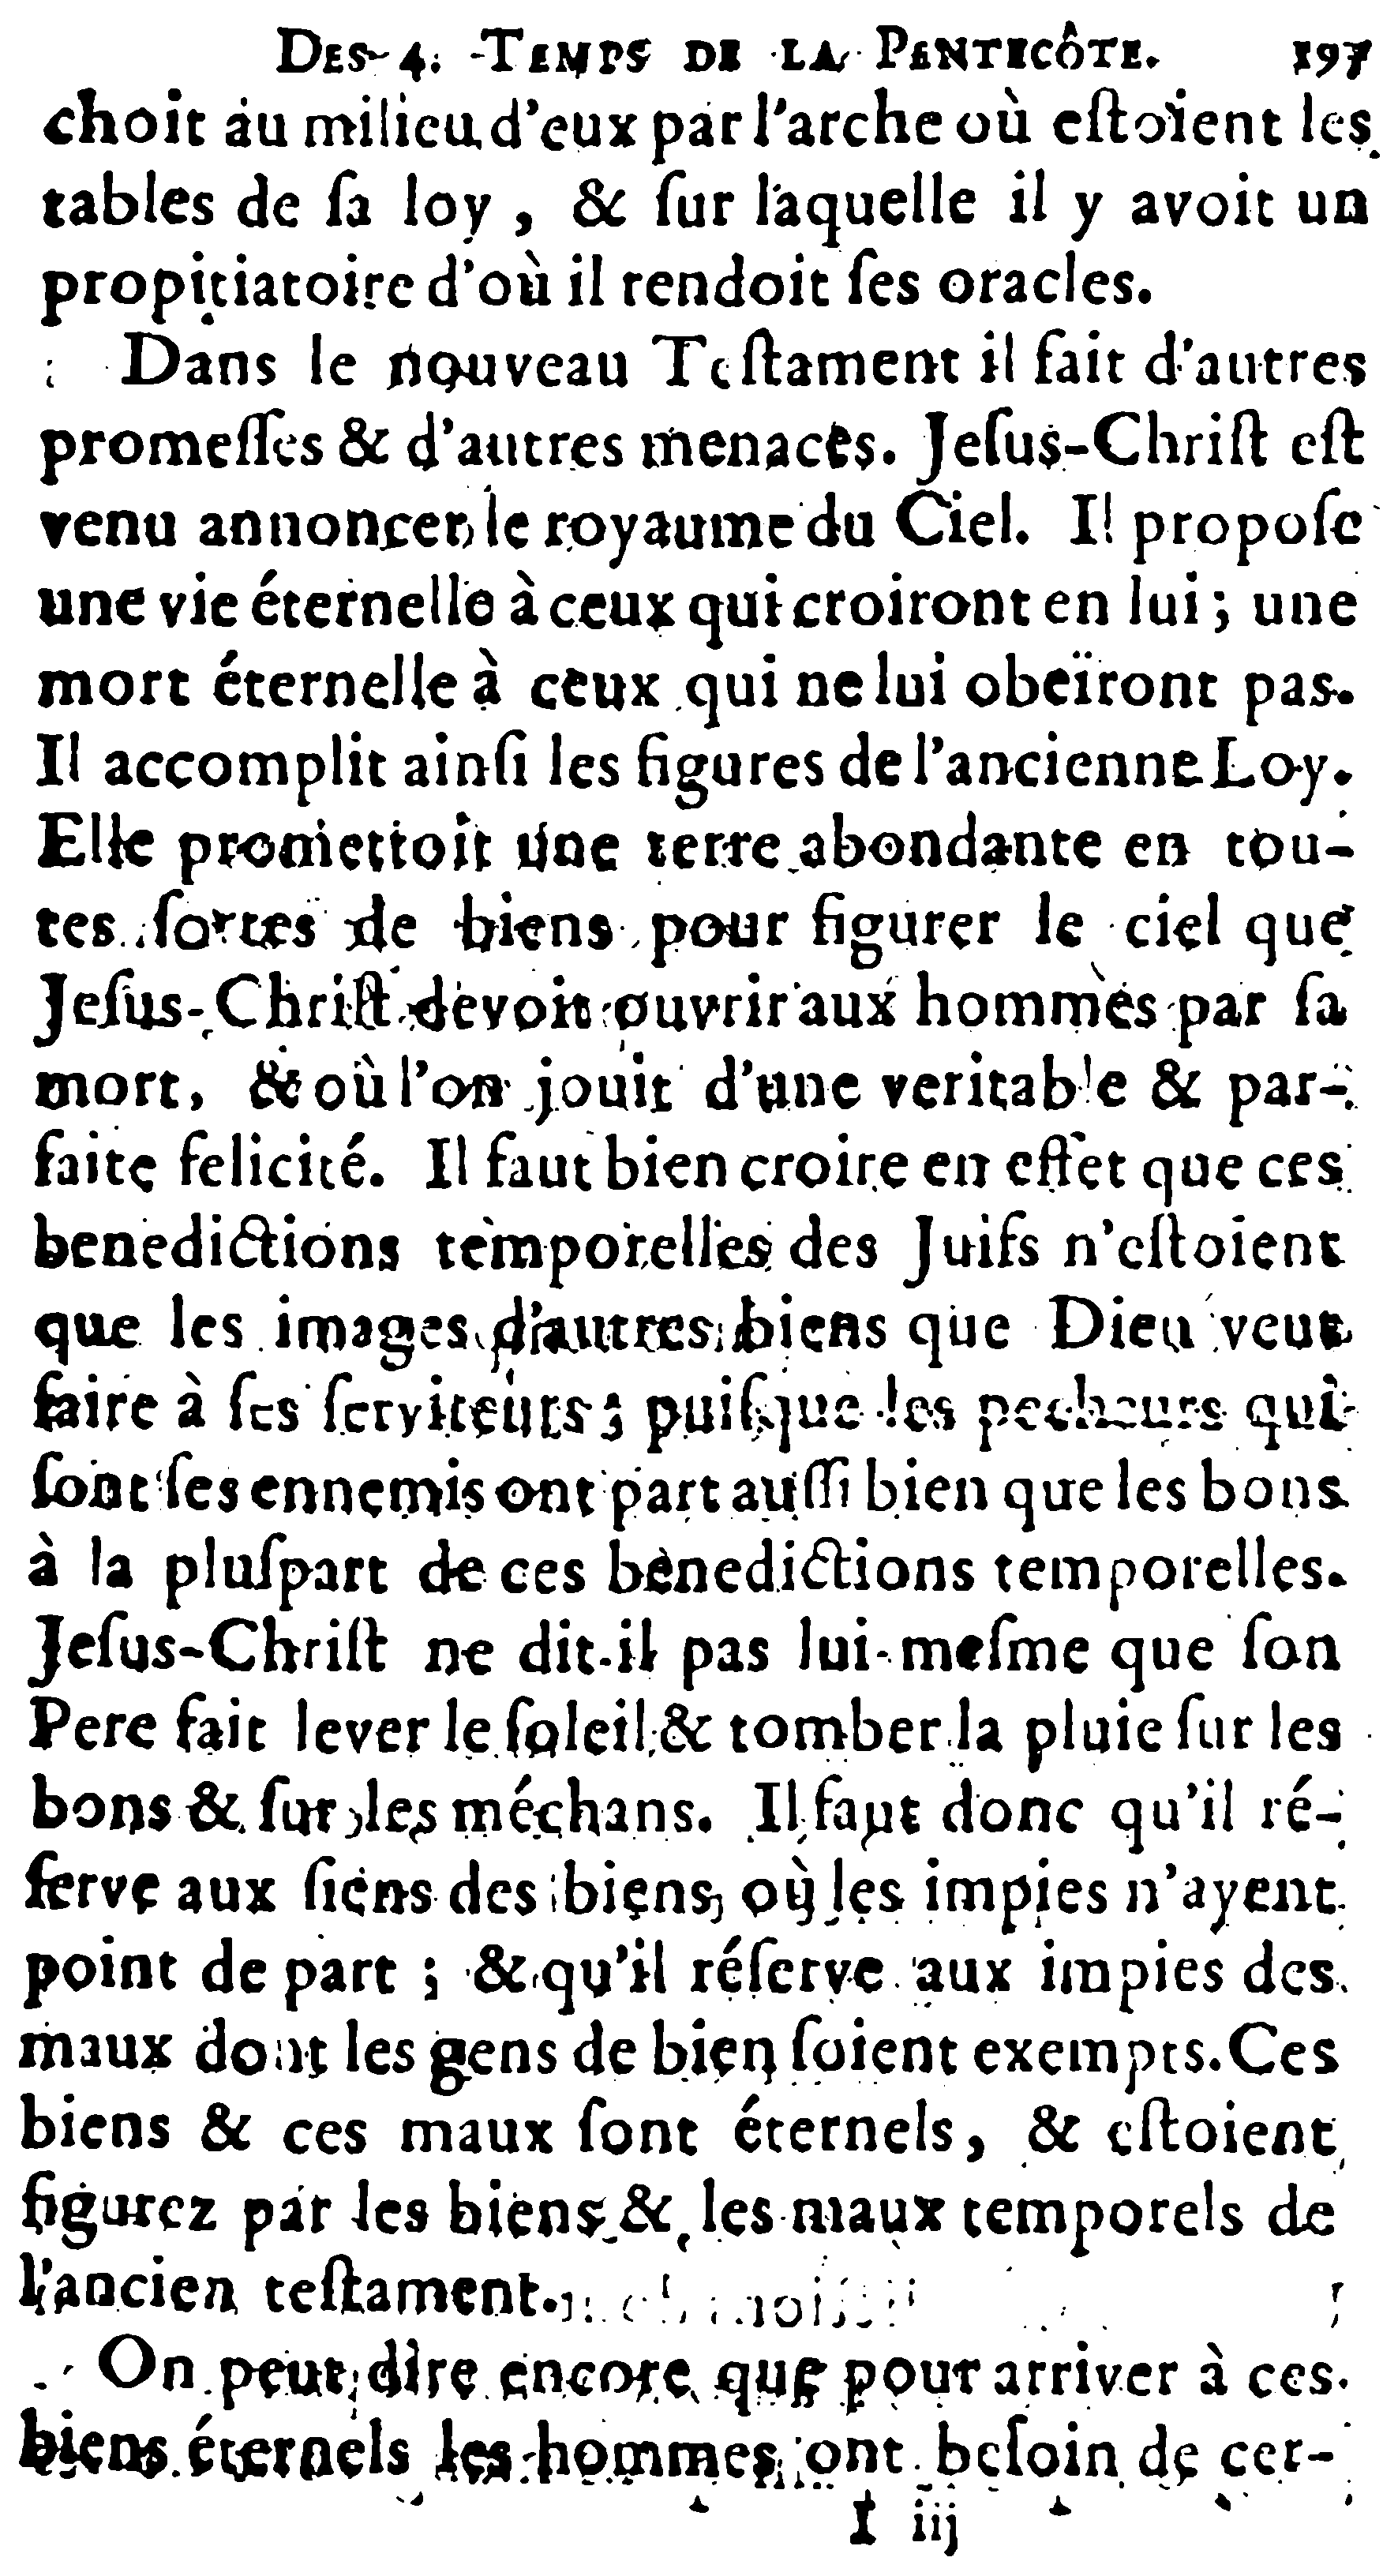 DES 4. TEMPS DE LA PENTECÔTE. 197
choit au milieu d'eux par l'arche où eſtoient les
tables de ſa loy, & ſur laquelle il y avoit un
propitiatoire d'où il rendoit ſes oracles.
Dans le nouveau Teſtament il fait d'autres
promeſſes & d'autres menaces. Jeſus-Chriſt eſt
venu annoncer le royaume du Ciel. Il propoſe
une vie éternelle à ceux qui croiront en lui; une
mort éternelle à ceux qui ne lui obeïront pas.
Il accomplit ainſi les figures de l'ancienne Loy.
Elle promettoit une terre abondante en tou-
tes ſortes de biens pour figurer le ciel que
Jeſus-Chriſt devoit ouvrir aux hommes par ſa
mort, & où l'on jouit d'une veritable & par-
faite felicité. Il faut bien croire en effet que ces
benedictions temporelles des Juifs n'eſtoient
que les images d'autres biens que Dieu veut
faire à ſes ſerviteurs; puiſque les pecheurs qui
ſont ſes ennemis ont part auſſi bien que les bons
à la pluſpart de ces benedictions temporelles.
Jeſus-Chriſt ne dit-il pas lui-meſme que ſon
Pere fait lever le ſoleil & tomber la pluie ſur les
bons & ſur les méchans. Il faut donc qu'il ré-
ſerve aux ſiens des biens, où les impies n'ayent
point de part; & qu'il réſerve aux impies des
maux dont les gens de bien ſoient exempts. Ces
biens & ces maux ſont éternels, & eſtoient
figurez par les biens & les maux temporels de
l'ancien teſtament.
On peut dire encore que pour arriver à ces
biens éternels les hommes ont beſoin de cer-
I iij